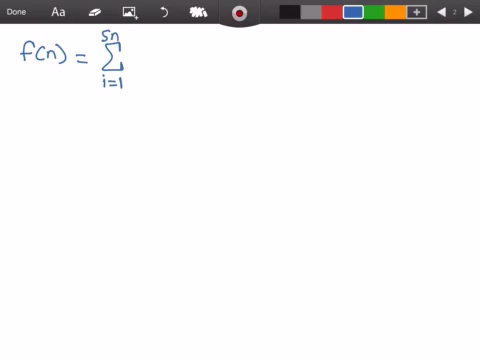 Done Aa 2
5n
f(n) = ∑
i=1